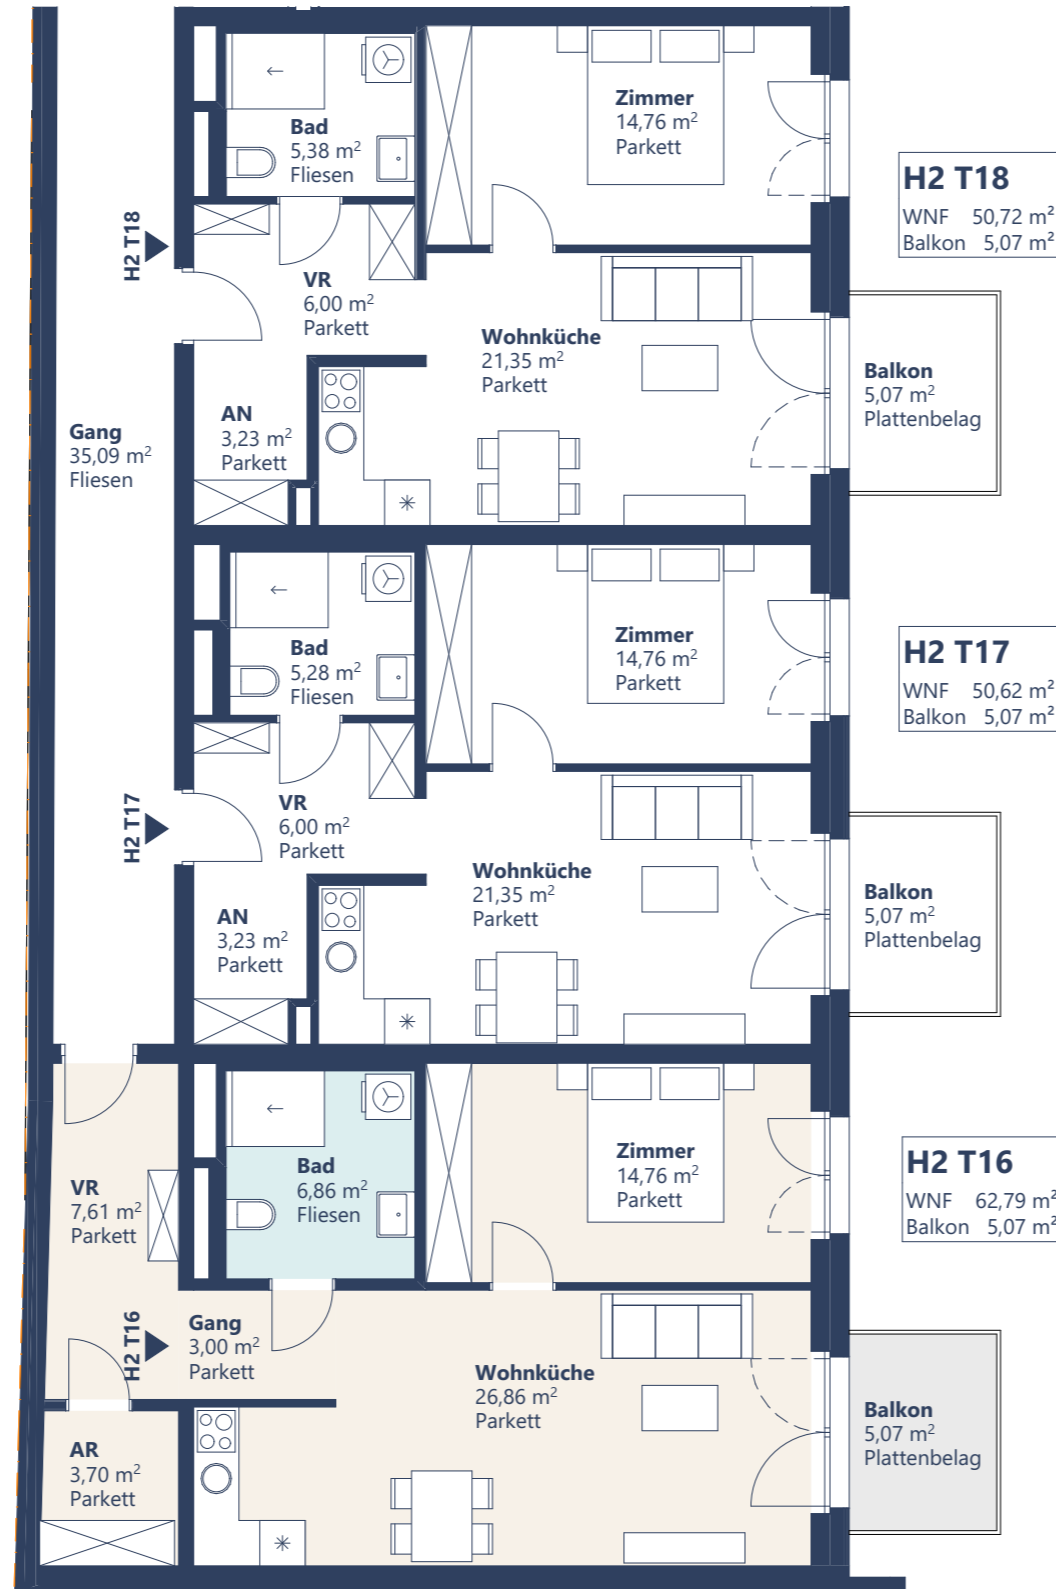 Bad
5,38 m²
Fliesen
Zimmer
14,76 m²
Parkett
H2 T18
WNF 50,72 m²
Balkon 5,07 m²
H2 T18
VR
6,00 m²
Parkett
Wohnküche
21,35 m²
Parkett
Balkon
5,07 m²
Plattenbelag
AN
3,23 m²
Parkett
Gang
35,09 m²
Fliesen
Bad
5,28 m²
Fliesen
Zimmer
14,76 m²
Parkett
H2 T17
WNF 50,62 m²
Balkon 5,07 m²
H2 T17
VR
6,00 m²
Parkett
Wohnküche
21,35 m²
Parkett
Balkon
5,07 m²
Plattenbelag
AN
3,23 m²
Parkett
Bad
6,86 m²
Fliesen
Zimmer
14,76 m²
Parkett
H2 T16
WNF 62,79 m²
Balkon 5,07 m²
VR
7,61 m²
Parkett
H2 T16
Gang
3,00 m²
Parkett
Wohnküche
26,86 m²
Parkett
Balkon
5,07 m²
Plattenbelag
AR
3,70 m²
Parkett